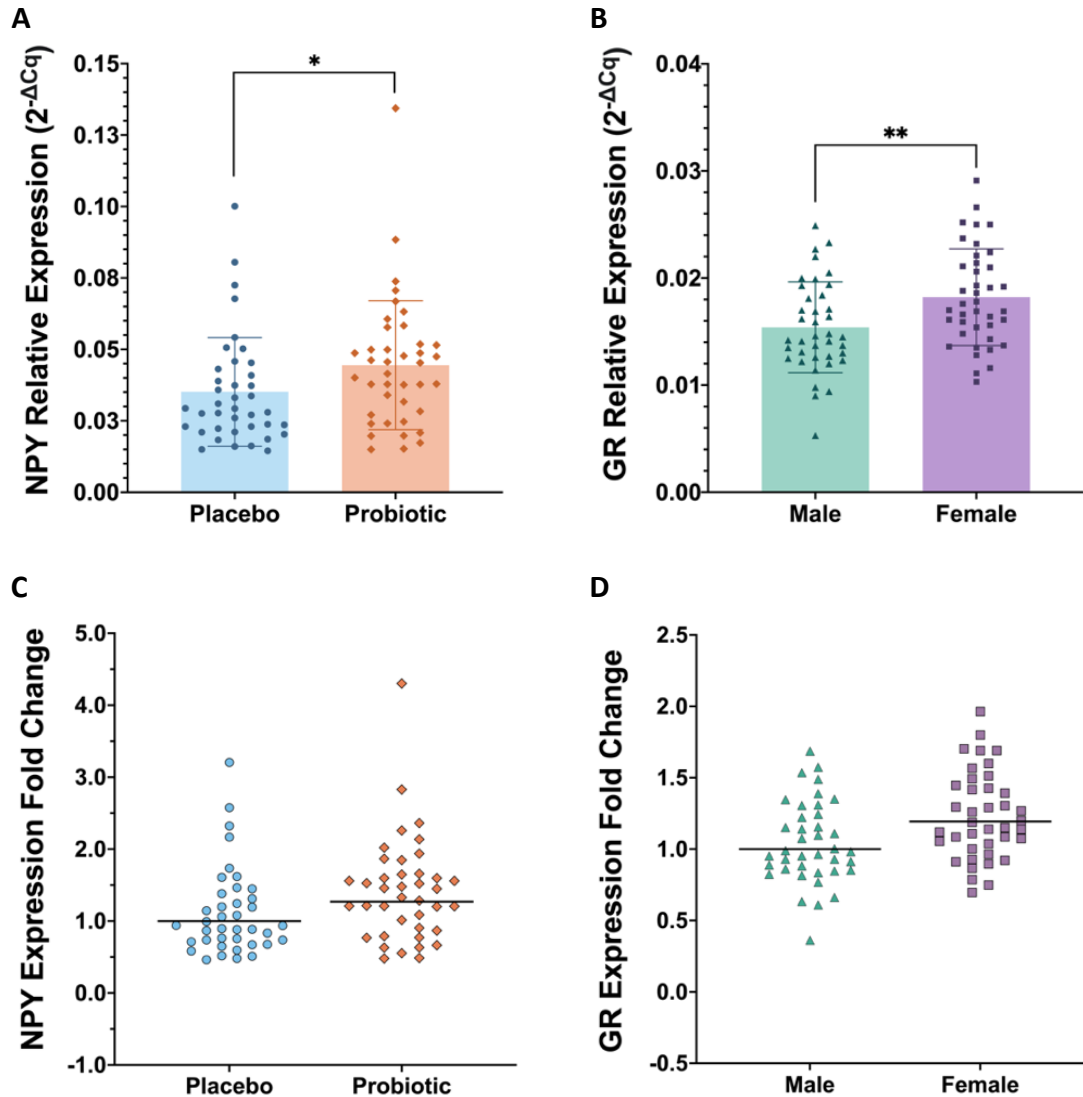 A
NPY Relative Expression (2^-ΔCq)
0.15
0.13
0.10
0.08
0.05
0.03
0.00
*
Placebo
Probiotic
B
GR Relative Expression (2^-ΔCq)
0.04
0.03
0.02
0.01
0.00
**
Male
Female
C
NPY Expression Fold Change
5.0
4.0
3.0
2.0
1.0
0.0
-1.0
Placebo
Probiotic
D
GR Expression Fold Change
2.5
2.0
1.5
1.0
0.5
0.0
-0.5
Male
Female